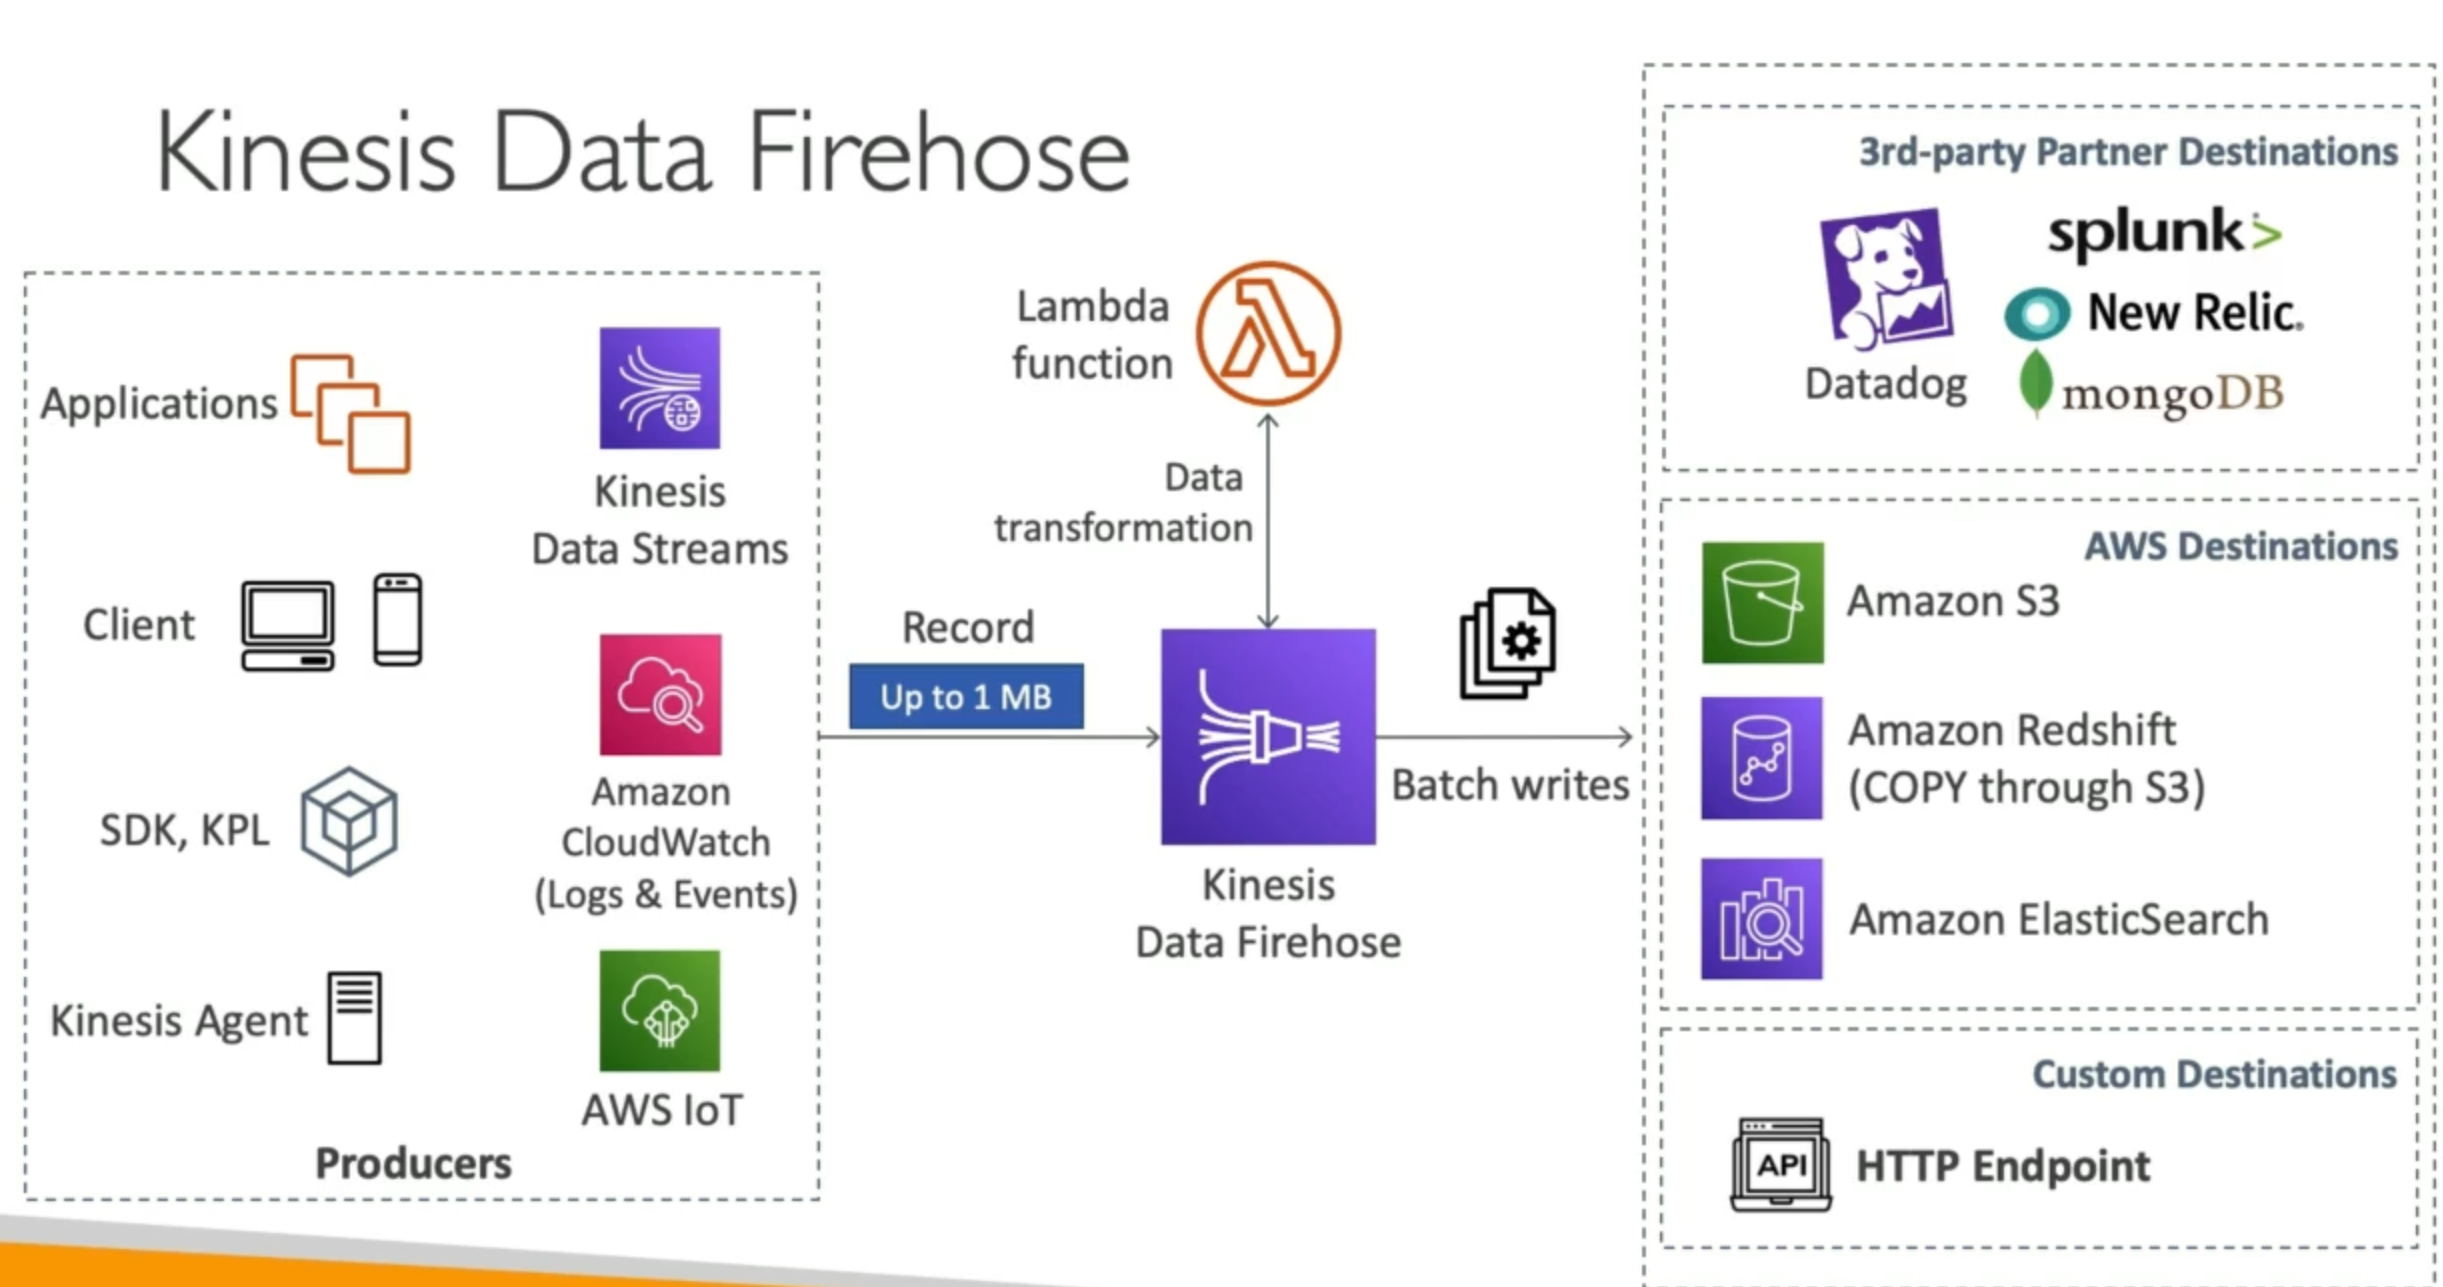 Kinesis Data Firehose
Applications
Client
SDK, KPL
Kinesis Agent
Kinesis
Data Streams
Amazon
CloudWatch
(Logs & Events)
AWS IoT
Producers
Record
Up to 1 MB
Lambda
function
Data
transformation
Kinesis
Data Firehose
Batch writes
3rd-party Partner Destinations
Datadog
splunk>
New Relic.
mongoDB
AWS Destinations
Amazon S3
Amazon Redshift
(COPY through S3)
Amazon ElasticSearch
Custom Destinations
API
HTTP Endpoint